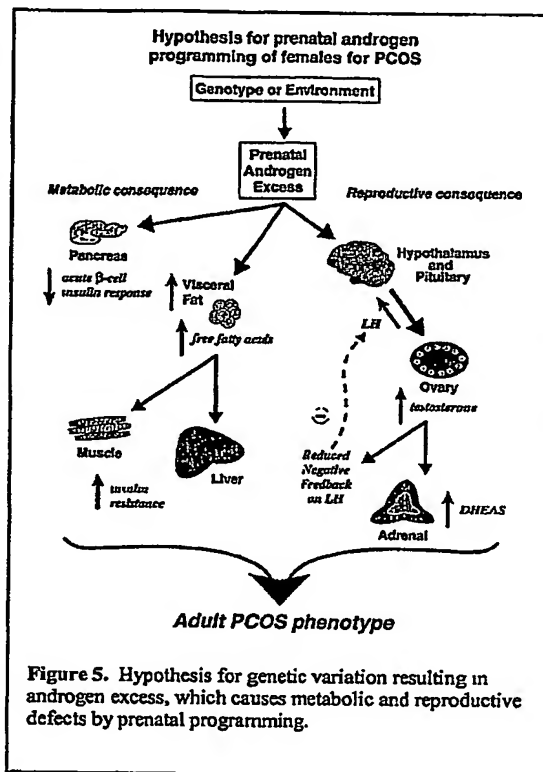 Hypothesis for prenatal androgen
programming of females for PCOS
Genotype or Environment
Prenatal
Androgen
Excess
Metabolic consequence
Reproductive consequence
Pancreas
acute β-cell
insulin response
Visceral
Fat
free fatty acids
Hypothalamus
and
Pituitary
LH
Ovary
testosterone
Muscle
insulin
resistance
Liver
Reduced
Negative
Feedback
on LH
Adrenal
DHEAS
Adult PCOS phenotype
Figure 5. Hypothesis for genetic variation resulting in
androgen excess, which causes metabolic and reproductive
defects by prenatal programming.